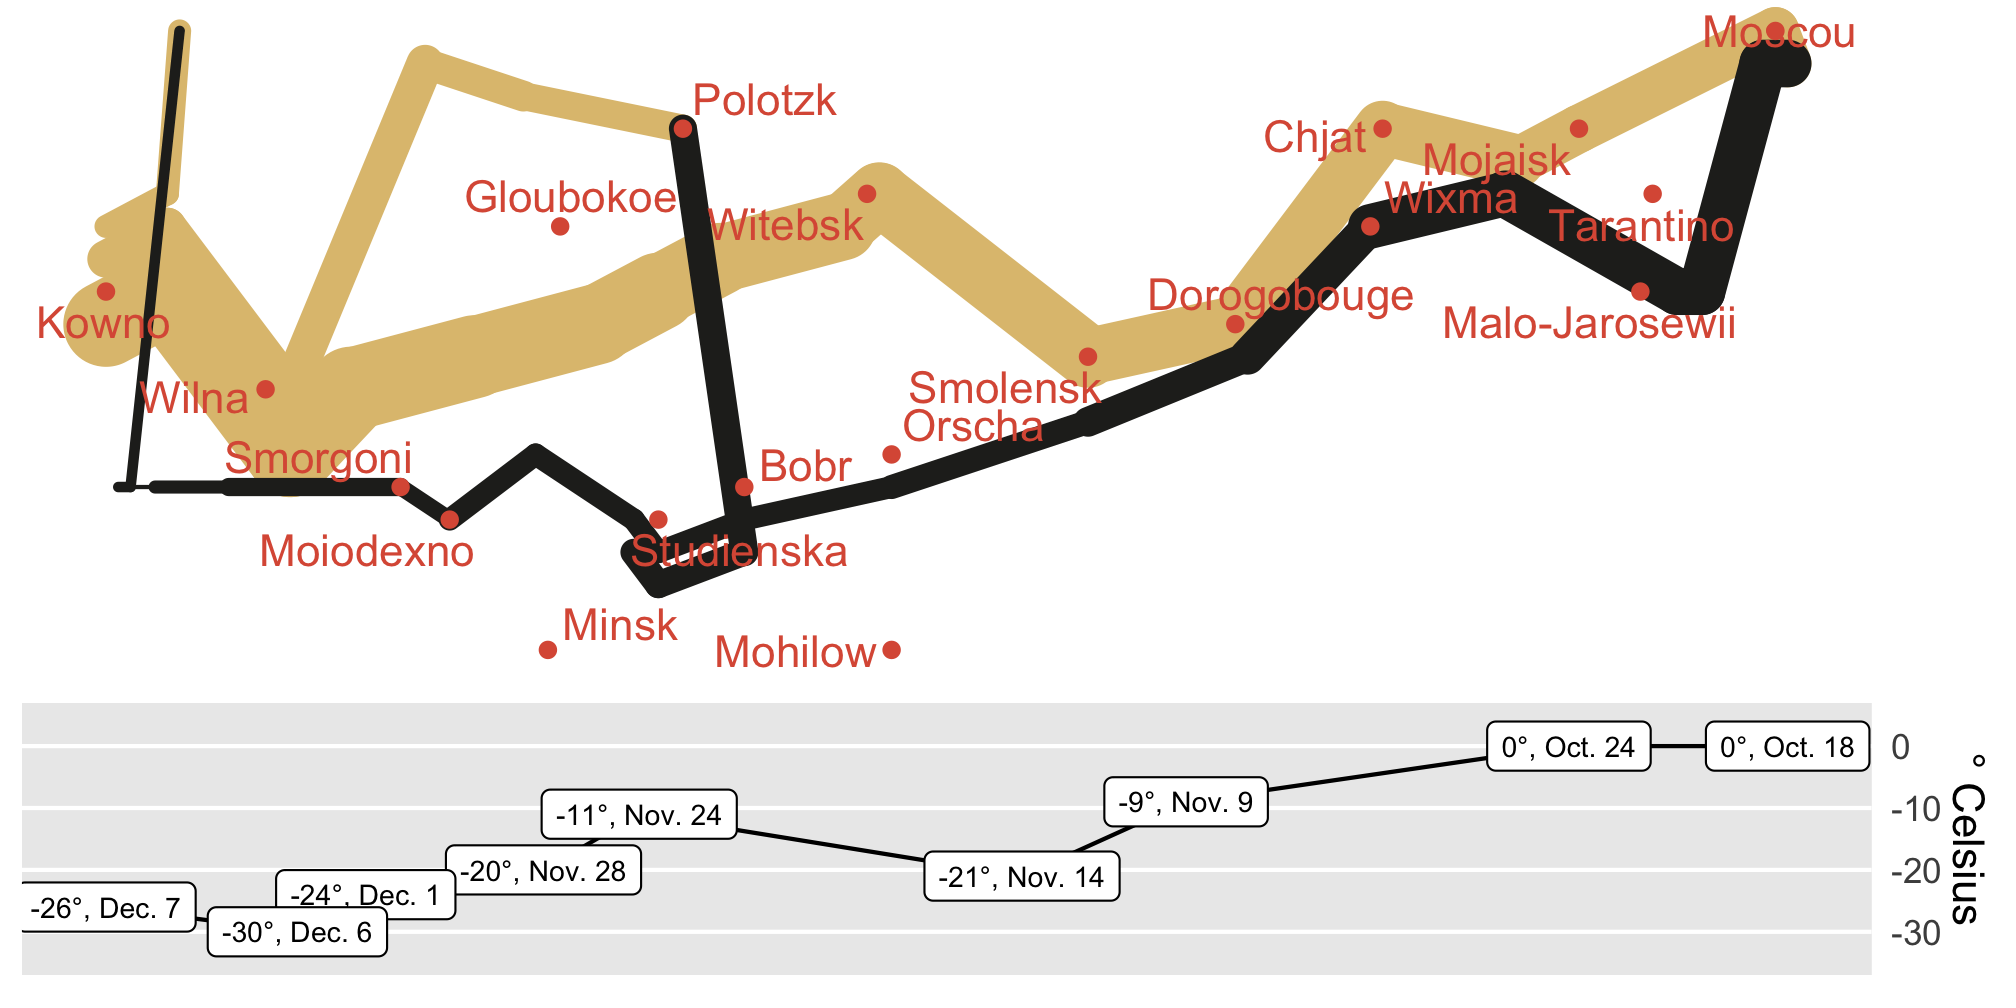 Moscou
Polotzk
Chjat
Mojaisk
Gloubokoe
Wixma
Witebsk
Tarantino
Dorogobouge
Kowno
Malo-Jarosewii
Smolensk
Wilna
Orscha
Smorgoni
Bobr
Moiodexno
Studienska
Minsk
Mohilow
0°, Oct. 24
0°, Oct. 18
-9°, Nov. 9
-11°, Nov. 24
-20°, Nov. 28
-21°, Nov. 14
-24°, Dec. 1
-26°, Dec. 7
-30°, Dec. 6
0
-10
-20
-30
° Celsius